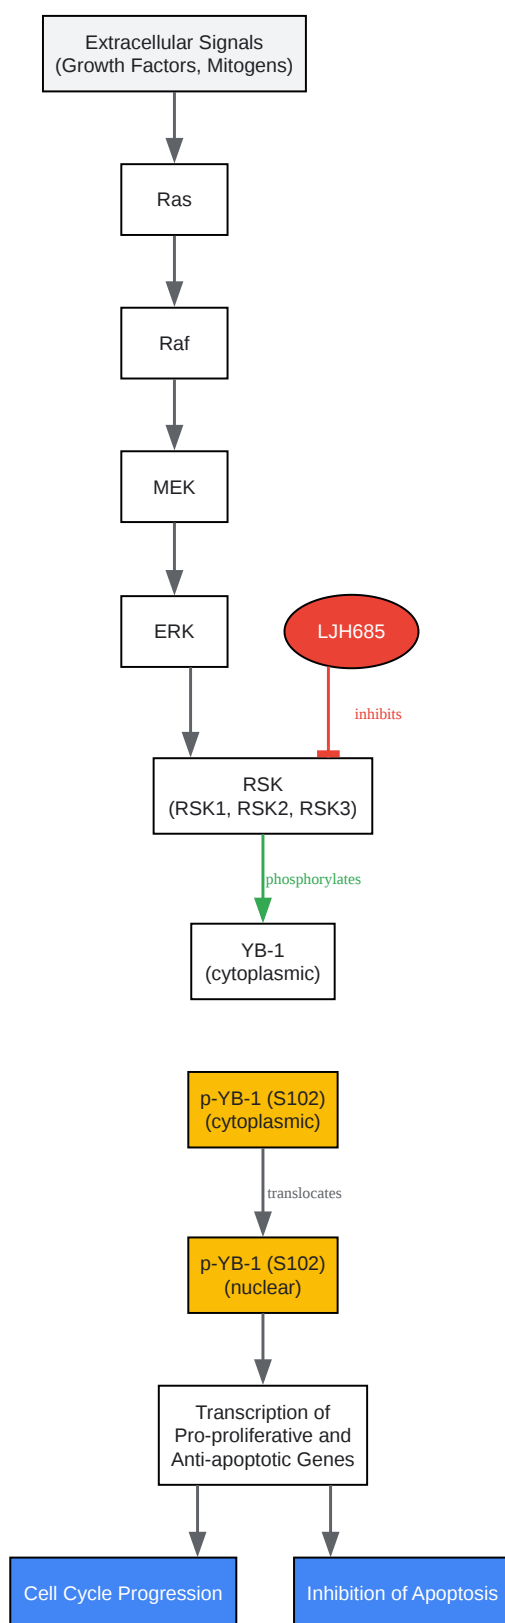 Extracellular Signals
(Growth Factors, Mitogens)
Ras
Raf
MEK
ERK
LJH685
inhibits
RSK
(RSK1, RSK2, RSK3)
phosphorylates
YB-1
(cytoplasmic)
p-YB-1 (S102)
(cytoplasmic)
translocates
p-YB-1 (S102)
(nuclear)
Transcription of
Pro-proliferative and
Anti-apoptotic Genes
Cell Cycle Progression
Inhibition of Apoptosis